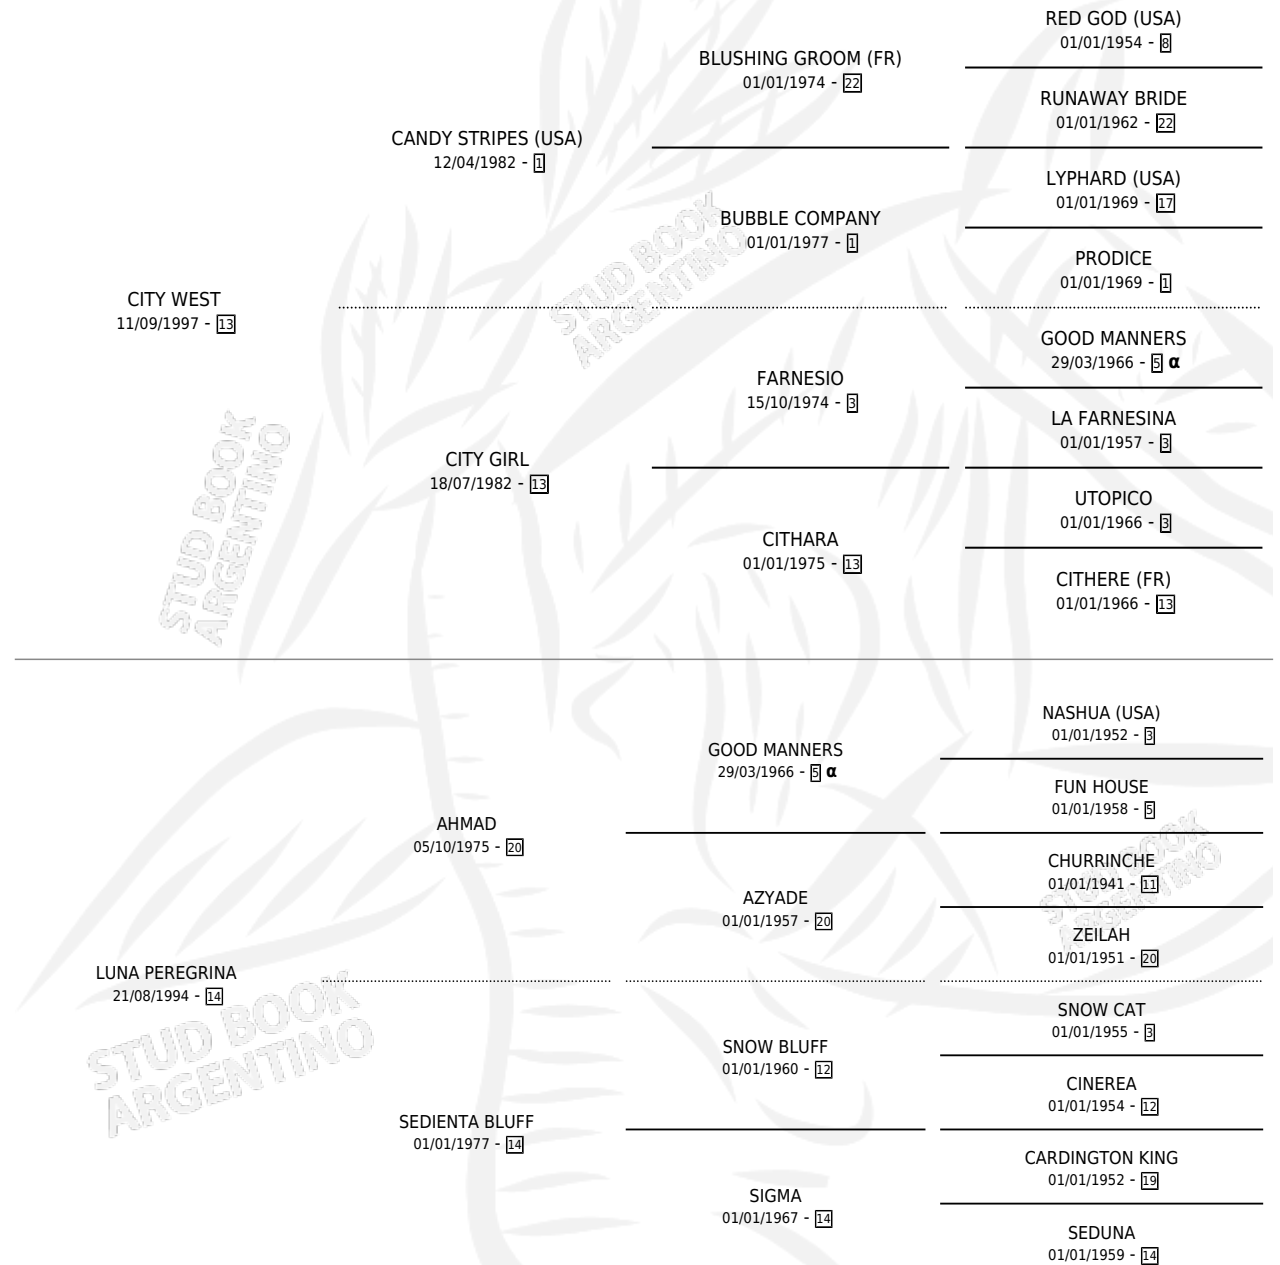 RED GOD (USA)
01/01/1954 - 8
BLUSHING GROOM (FR)
01/01/1974 - 22
RUNAWAY BRIDE
01/01/1962 - 22
CANDY STRIPES (USA)
12/04/1982 - 1
LYPHARD (USA)
01/01/1969 - 17
BUBBLE COMPANY
01/01/1977 - 1
PRODICE
01/01/1969 - 1
STUD BOOK
ARGENTINO
CITY WEST
11/09/1997 - 13
GOOD MANNERS
29/03/1966 - 5 α
FARNESIO
15/10/1974 - 3
LA FARNESINA
01/01/1957 - 3
CITY GIRL
18/07/1982 - 13
UTOPICO
01/01/1966 - 3
CITHARA
01/01/1975 - 13
CITHERE (FR)
01/01/1966 - 13
STUD BOOK
ARGENTINO
NASHUA (USA)
01/01/1952 - 3
GOOD MANNERS
29/03/1966 - 5 α
FUN HOUSE
01/01/1958 - 5
AHMAD
05/10/1975 - 20
CHURRINCHE
01/01/1941 - 11
AZYADE
01/01/1957 - 20
ZEILAH
01/01/1951 - 20
STUD BOOK
ARGENTINO
LUNA PEREGRINA
21/08/1994 - 14
SNOW CAT
01/01/1955 - 3
SNOW BLUFF
01/01/1960 - 12
CINEREA
01/01/1954 - 12
SEDIENTA BLUFF
01/01/1977 - 14
CARDINGTON KING
01/01/1952 - 19
SIGMA
01/01/1967 - 14
SEDUNA
01/01/1959 - 14
STUD BOOK
ARGENTINO